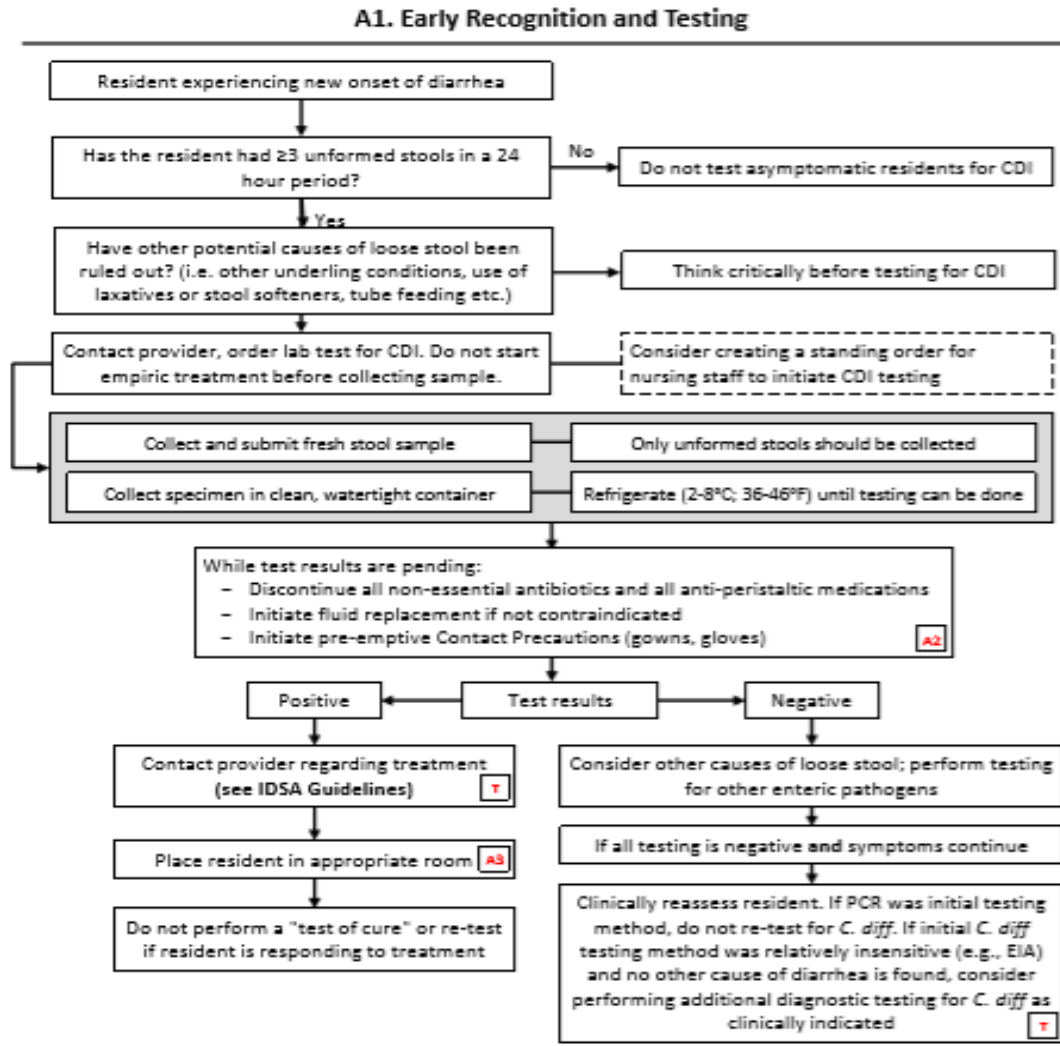 A1. Early Recognition and Testing
Resident experiencing new onset of diarrhea
Has the resident had ≥3 unformed stools in a 24
hour period?
No
Do not test asymptomatic residents for CDI
Yes
Have other potential causes of loose stool been
ruled out? (i.e. other underling conditions, use of
laxatives or stool softeners, tube feeding etc.)
Think critically before testing for CDI
Contact provider, order lab test for CDI. Do not start
empiric treatment before collecting sample.
Consider creating a standing order for
nursing staff to initiate CDI testing
Collect and submit fresh stool sample
Only unformed stools should be collected
Collect specimen in clean, watertight container
Refrigerate (2-8°C; 36-46°F) until testing can be done
While test results are pending:
– Discontinue all non-essential antibiotics and all anti-peristaltic medications
– Initiate fluid replacement if not contraindicated
– Initiate pre-emptive Contact Precautions (gowns, gloves)
A2
Positive
Test results
Negative
Contact provider regarding treatment
(see IDSA Guidelines)
T
Place resident in appropriate room
A3
Do not perform a "test of cure" or re-test
if resident is responding to treatment
Consider other causes of loose stool; perform testing
for other enteric pathogens
If all testing is negative and symptoms continue
Clinically reassess resident. If PCR was initial testing
method, do not re-test for C. diff. If initial C. diff
testing method was relatively insensitive (e.g., EIA)
and no other cause of diarrhea is found, consider
performing additional diagnostic testing for C. diff as
clinically indicated
T